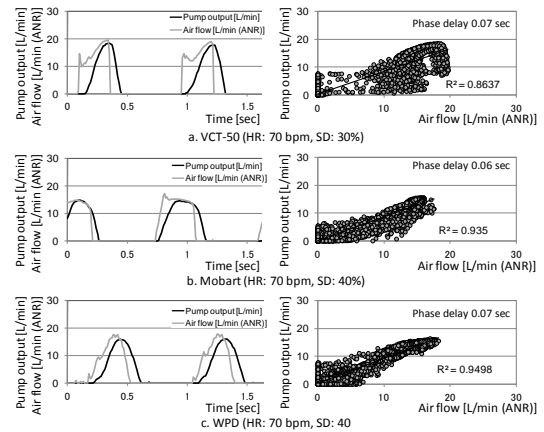 Pump output [L/min]
Air flow [L/min (ANR)]
30
20
10
0
Pump output[L/min]
Air flow [L/min (ANR)]
0
0.5
1
1.5
Time [sec]
Pump output [L/min]
30
20
10
0
Phase delay 0.07 sec
R² = 0.8637
0
10
20
30
Air flow [L/min (ANR)]
a. VCT-50 (HR: 70 bpm, SD: 30%)
Pump output [L/min]
Air flow [L/min (ANR)]
30
20
10
0
Pump output[L/min]
Air flow [L/min (ANR)]
0
0.5
1
1.5
Time [sec]
Pump output [L/min]
30
20
10
0
Phase delay 0.06 sec
R² = 0.935
0
10
20
30
Air flow [L/min (ANR)]
b. Mobart (HR: 70 bpm, SD: 40%)
Pump output [L/min]
Air flow [L/min (ANR)]
30
20
10
0
Pump output[L/min]
Air flow [L/min (ANR)]
0
0.5
1
1.5
Time [sec]
Pump output [L/min]
30
20
10
0
Phase delay 0.07 sec
R² = 0.9498
0
10
20
30
Air flow [L/min (ANR)]
c. WPD (HR: 70 bpm, SD: 40